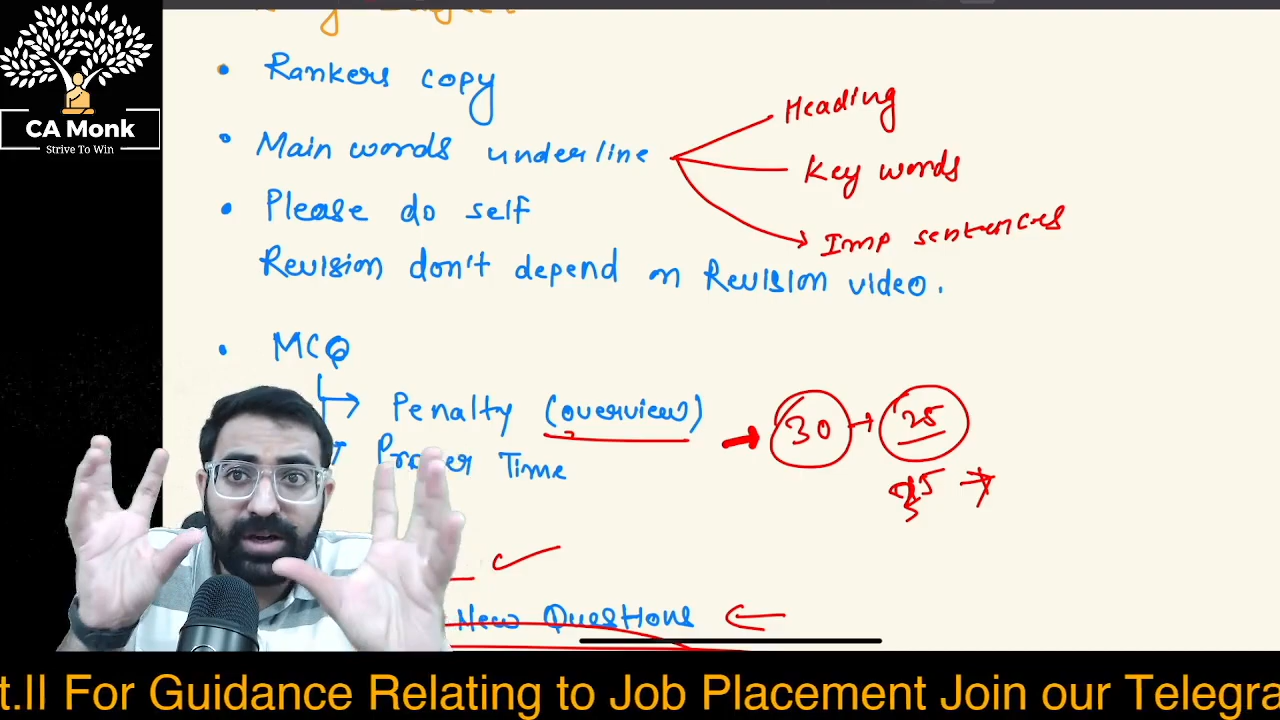 CA Monk
Strive To Win
• Rankers copy
• Main words underline
Heading
Key words
Imp sentences
• Please do self
Revision don't depend on Revision video.
• MCQ
Penalty (overview)
30
25
Proper Time
New Questions
t.II For Guidance Relating to Job Placement Join our Telegra